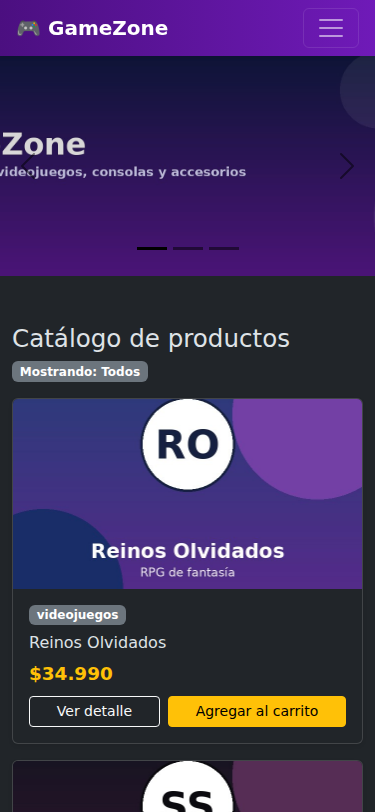 🎮 GameZone
Zone
videojuegos, consolas y accesorios
Catálogo de productos
Mostrando: Todos
RO
Reinos Olvidados
RPG de fantasía
videojuegos
Reinos Olvidados
$34.990
Ver detalle
Agregar al carrito
SS